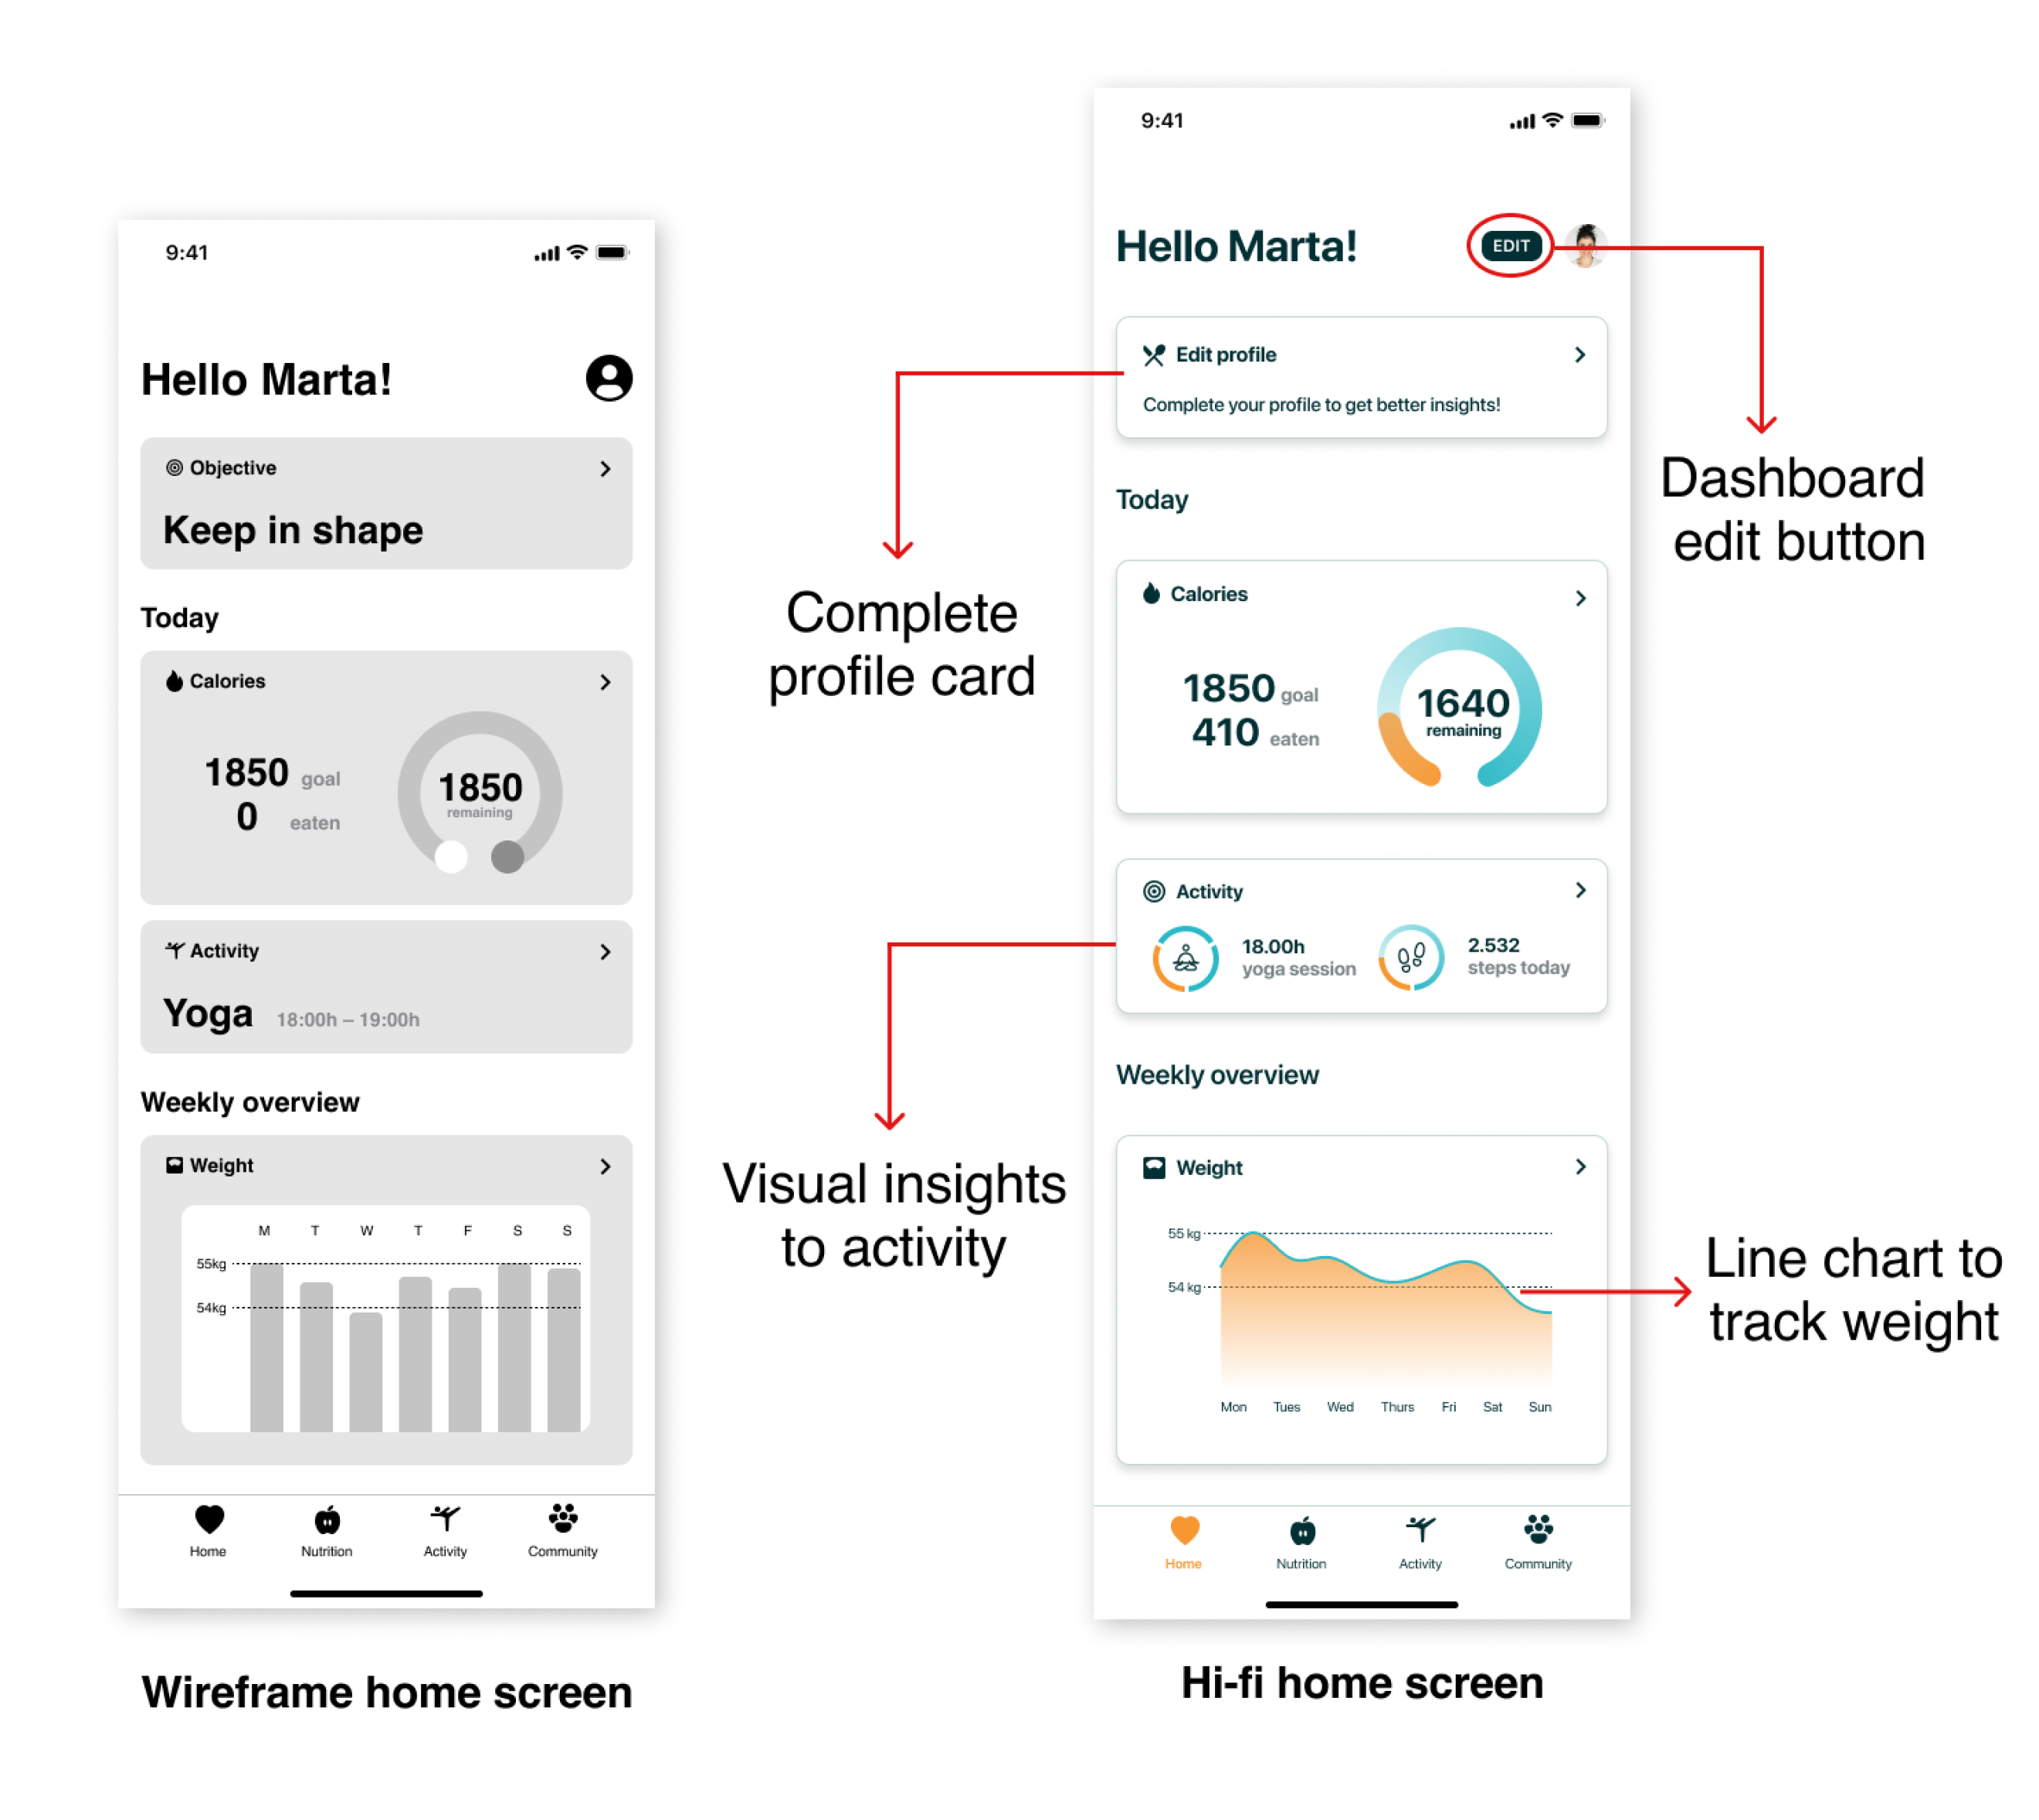 9:41
Hello Marta!
Objective
Keep in shape
Today
Calories
1850 goal
0 eaten
1850
remaining
Activity
Yoga 18:00h – 19:00h
Weekly overview
Weight
M T W T F S S
55kg
54kg
Home Nutrition Activity Community
Wireframe home screen
Complete
profile card
Visual insights
to activity
9:41
Hello Marta!
EDIT
Edit profile
Complete your profile to get better insights!
Today
Calories
1850 goal
410 eaten
1640
remaining
Activity
18.00h
yoga session
2.532
steps today
Weekly overview
Weight
55 kg
54 kg
Mon Tues Wed Thurs Fri Sat Sun
Home Nutrition Activity Community
Hi-fi home screen
Dashboard
edit button
Line chart to
track weight